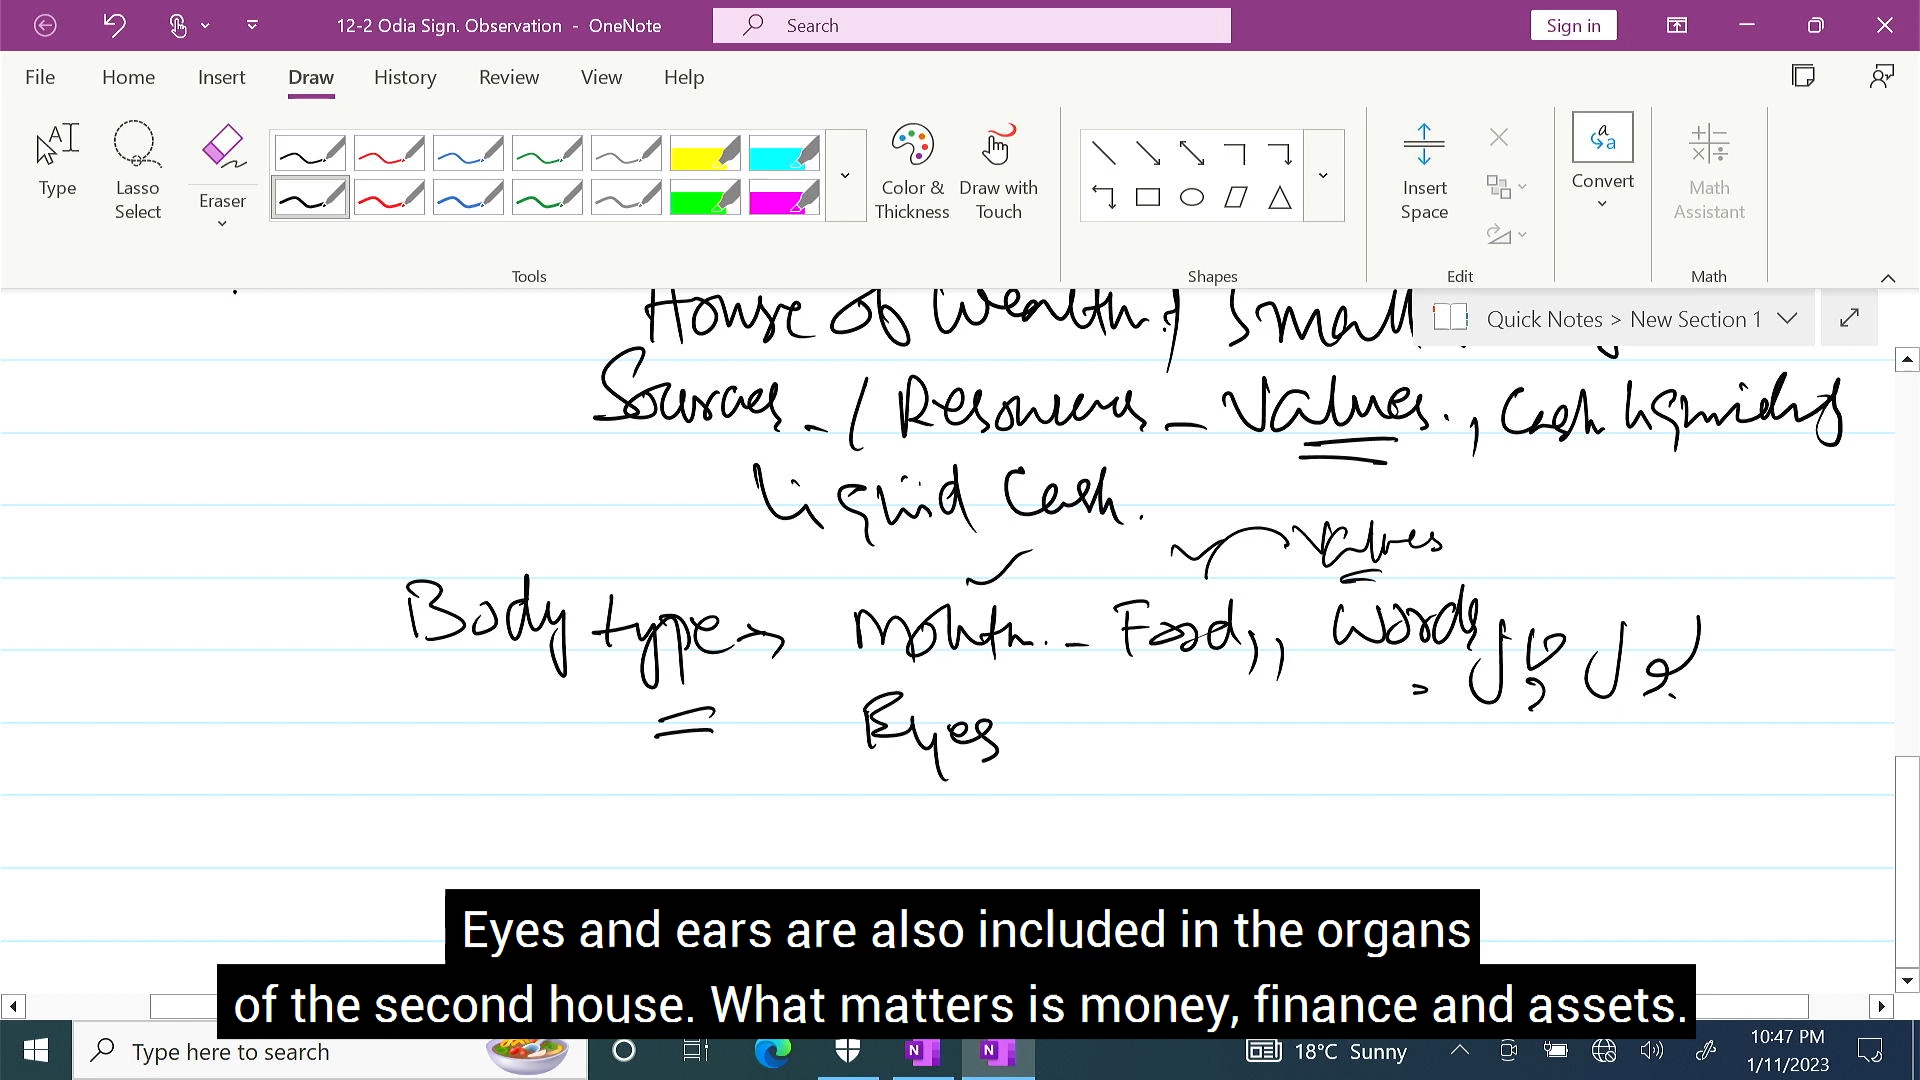 12-2 Odia Sign. Observation - OneNote
Search
Sign in
File Home Insert Draw History Review View Help
Type
Lasso Select
Eraser
Color & Thickness
Draw with Touch
Insert Space
Convert
Math Assistant
Tools
Shapes
Edit
Math
House of Wealth, Small
Quick Notes > New Section 1
Sources - / Resources - Values., Cash liquidity
Liquid Cash.
Values
Body type → Mouth. - Food,, Words
Eyes
Eyes and ears are also included in the organs
of the second house. What matters is money, finance and assets.
Type here to search
18°C Sunny
10:47 PM
1/11/2023